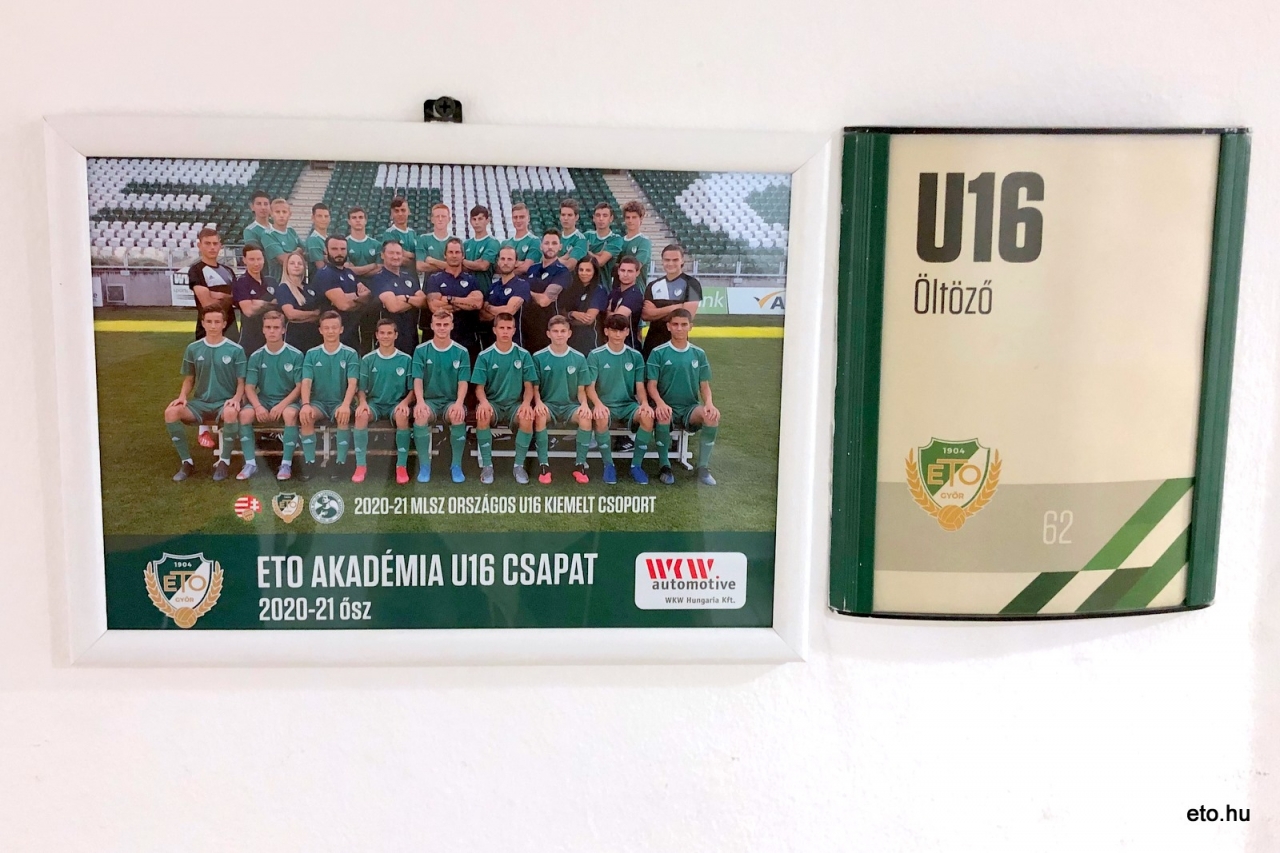 ETO
2020-21 MLSZ ORSZÁGOS U16 KIEMELT CSOPORT
1904
ETO
GYŐR
ETO AKADÉMIA U16 CSAPAT
2020-21 ősz
WKW
automotive
WKW Hungaria Kft.
U16
Öltöző
1904
ETO
GYŐR
62
eto.hu